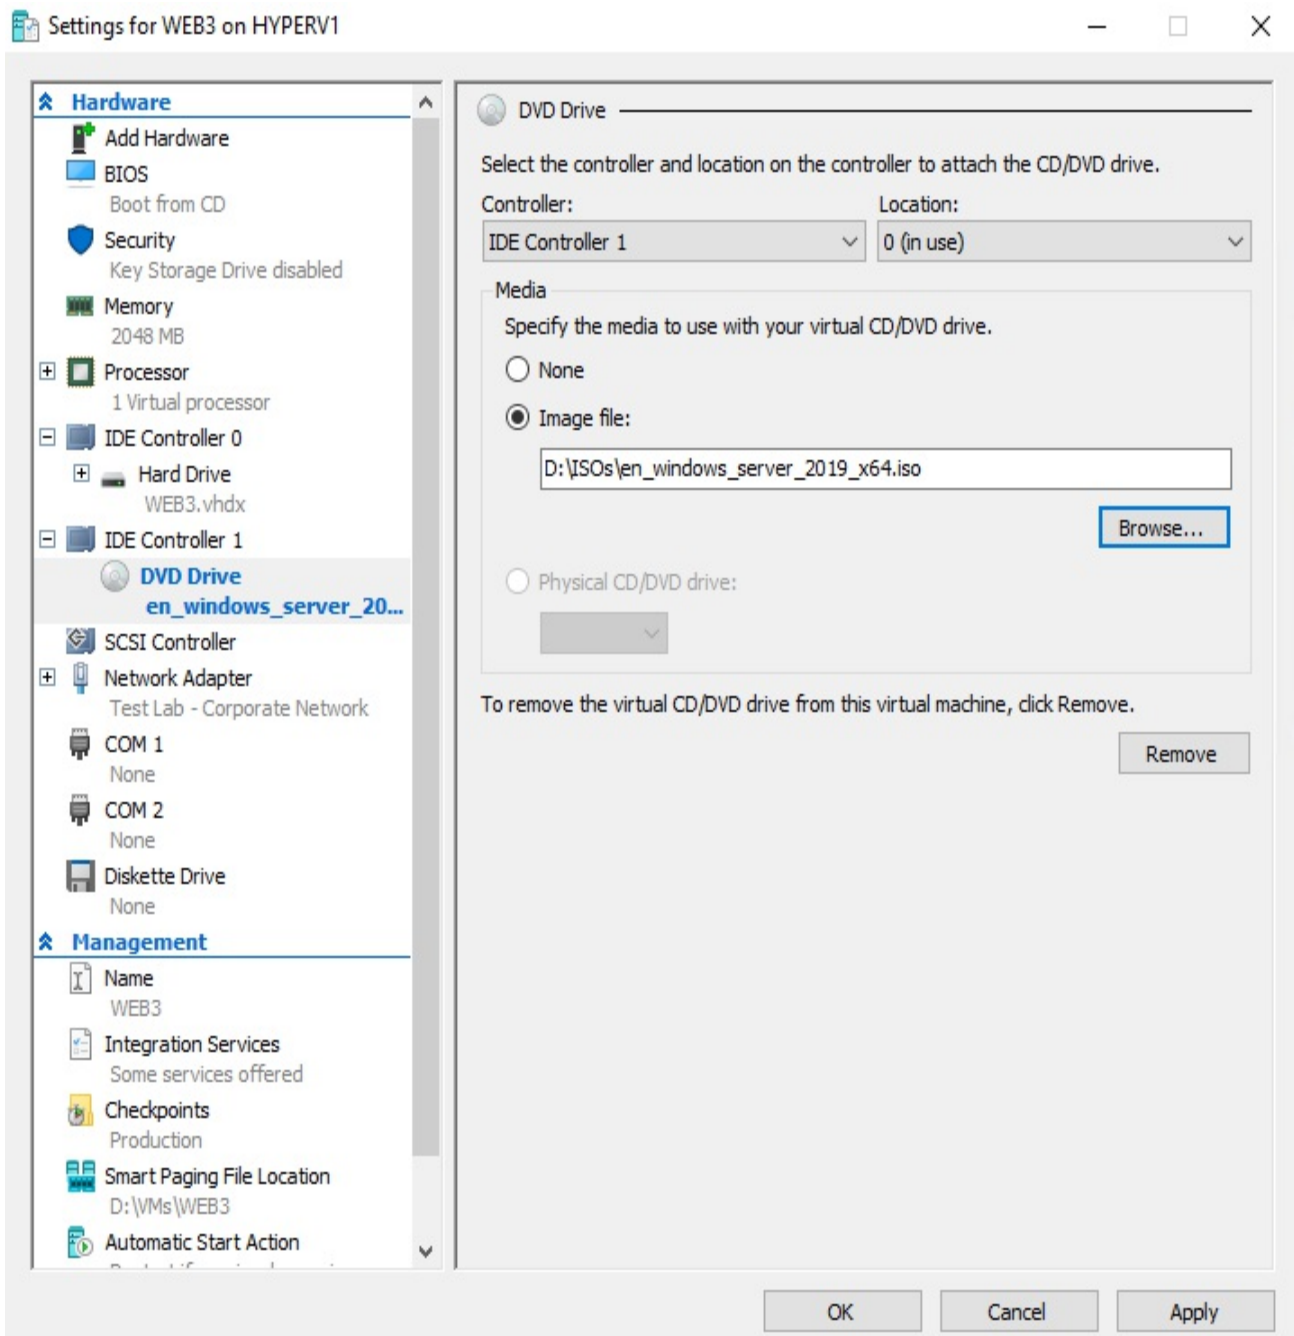 Settings for WEB3 on HYPERV1
Hardware
Add Hardware
BIOS
Boot from CD
Security
Key Storage Drive disabled
Memory
2048 MB
Processor
1 Virtual processor
IDE Controller 0
Hard Drive
WEB3.vhdx
IDE Controller 1
DVD Drive
en_windows_server_20...
SCSI Controller
Network Adapter
Test Lab - Corporate Network
COM 1
None
COM 2
None
Diskette Drive
None
Management
Name
WEB3
Integration Services
Some services offered
Checkpoints
Production
Smart Paging File Location
D:\VMs\WEB3
Automatic Start Action
DVD Drive
Select the controller and location on the controller to attach the CD/DVD drive.
Controller: Location:
IDE Controller 1 0 (in use)
Media
Specify the media to use with your virtual CD/DVD drive.
None
Image file:
D:\ISOs\en_windows_server_2019_x64.iso
Browse...
Physical CD/DVD drive:
To remove the virtual CD/DVD drive from this virtual machine, click Remove.
Remove
OK Cancel Apply